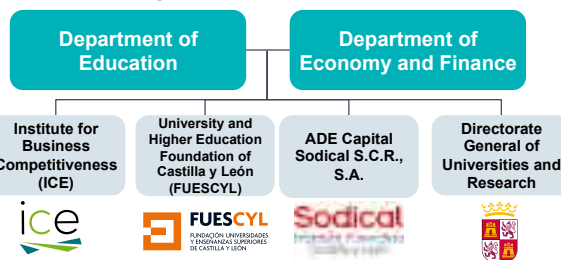 Department of
Education
Department of
Economy and Finance
Institute for
Business
Competitiveness
(ICE)
University and
Higher Education
Foundation of
Castilla y León
(FUESCYL)
ADE Capital
Sodical S.C.R.,
S.A.
Directorate
General of
Universities and
Research
ice
FUESCYL
FUNDACIÓN UNIVERSIDADES
Y ENSEÑANZAS SUPERIORES
DE CASTILLA Y LEÓN
Sodical